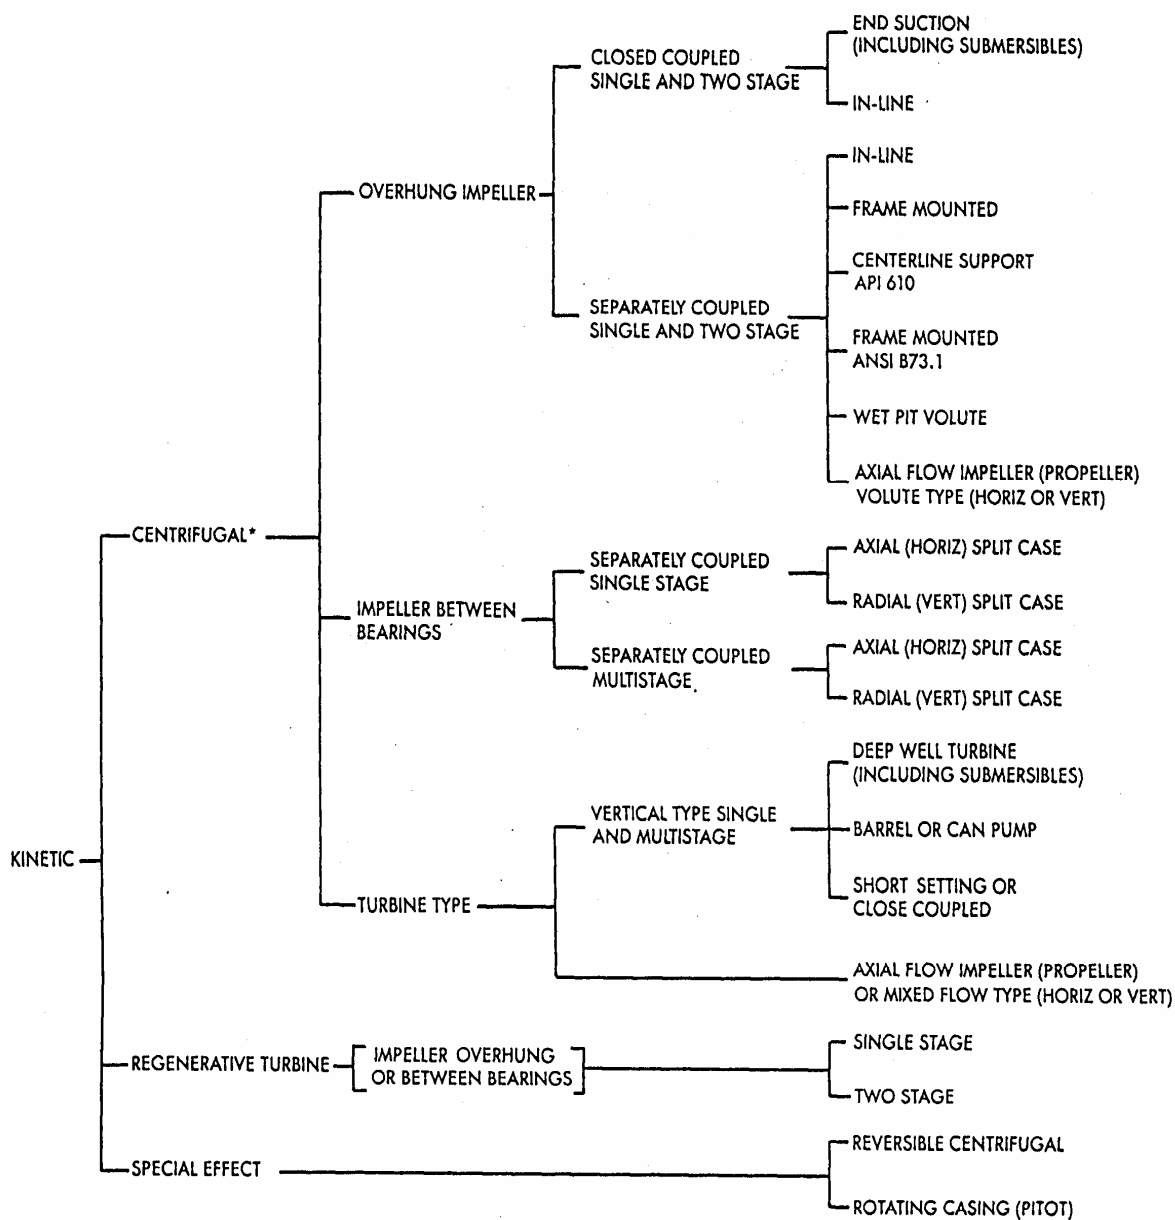 END SUCTION
(INCLUDING SUBMERSIBLES)
CLOSED COUPLED
SINGLE AND TWO STAGE
IN-LINE
IN-LINE
OVERHUNG IMPELLER
FRAME MOUNTED
CENTERLINE SUPPORT
API 610
SEPARATELY COUPLED
SINGLE AND TWO STAGE
FRAME MOUNTED
ANSI B73.1
WET PIT VOLUTE
AXIAL FLOW IMPELLER (PROPELLER)
VOLUTE TYPE (HORIZ OR VERT)
CENTRIFUGAL*
SEPARATELY COUPLED
SINGLE STAGE
AXIAL (HORIZ) SPLIT CASE
RADIAL (VERT) SPLIT CASE
IMPELLER BETWEEN
BEARINGS
SEPARATELY COUPLED
MULTISTAGE
AXIAL (HORIZ) SPLIT CASE
RADIAL (VERT) SPLIT CASE
DEEP WELL TURBINE
(INCLUDING SUBMERSIBLES)
VERTICAL TYPE SINGLE
AND MULTISTAGE
BARREL OR CAN PUMP
KINETIC
SHORT SETTING OR
CLOSE COUPLED
TURBINE TYPE
AXIAL FLOW IMPELLER (PROPELLER)
OR MIXED FLOW TYPE (HORIZ OR VERT)
REGENERATIVE TURBINE
IMPELLER OVERHUNG
OR BETWEEN BEARINGS
SINGLE STAGE
TWO STAGE
SPECIAL EFFECT
REVERSIBLE CENTRIFUGAL
ROTATING CASING (PITOT)